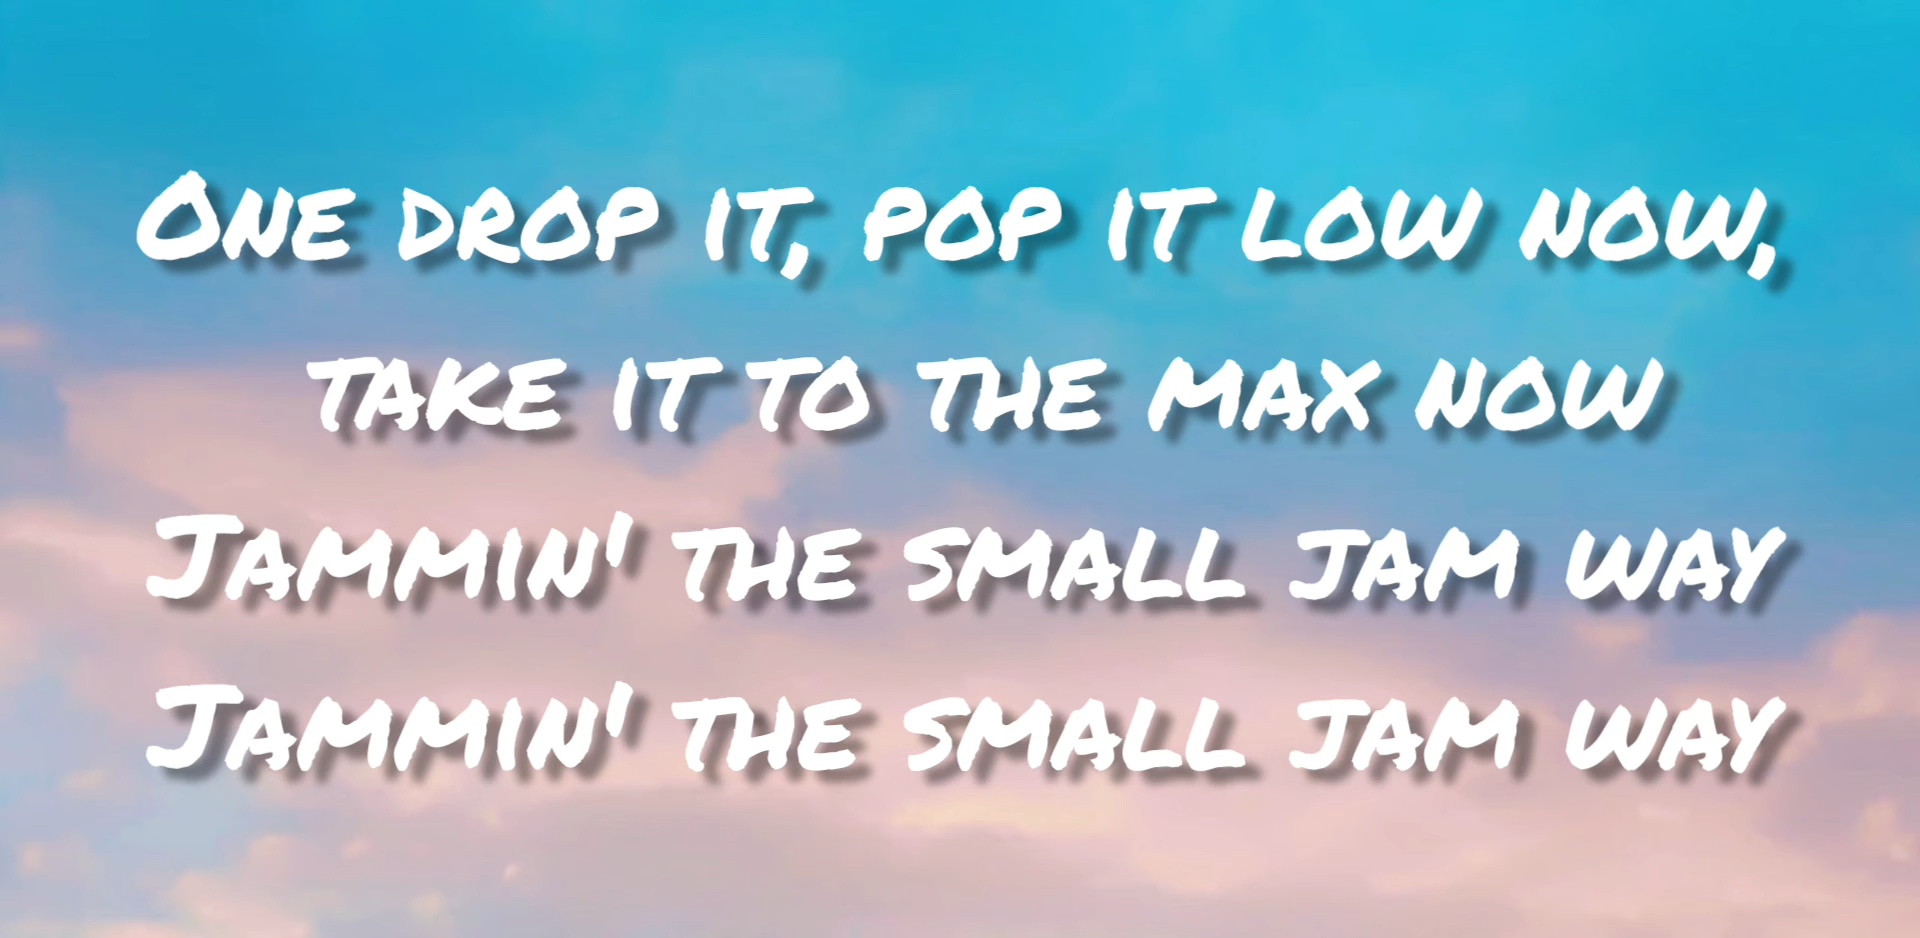 One drop it, pop it low now,
take it to the max now
Jammin' the small jam way
Jammin' the small jam way